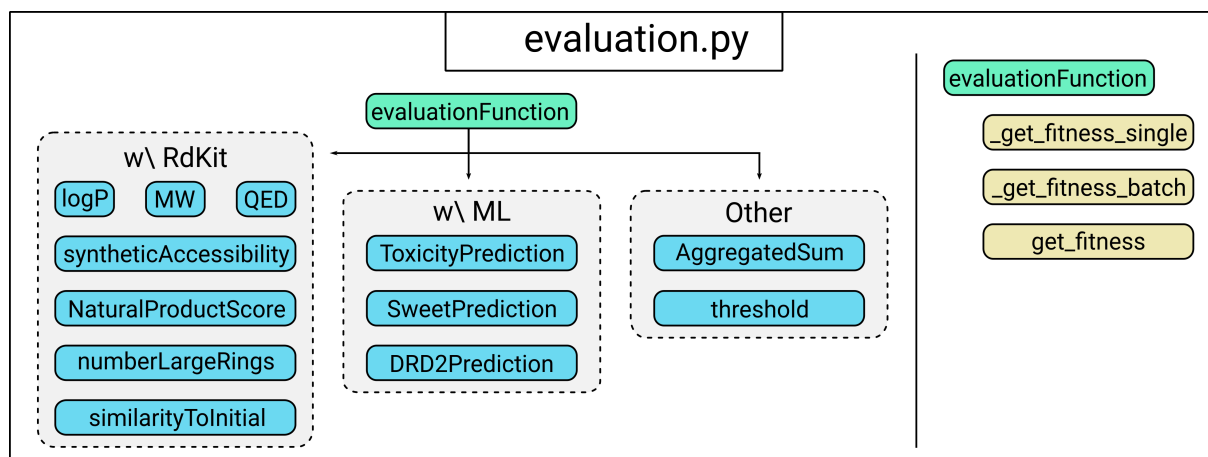 evaluation.py
evaluationFunction
w\ RdKit
logP MW QED
syntheticAccessibility
NaturalProductScore
numberLargeRings
similarityToInitial
w\ ML
ToxicityPrediction
SweetPrediction
DRD2Prediction
Other
AggregatedSum
threshold
evaluationFunction
_get_fitness_single
_get_fitness_batch
get_fitness